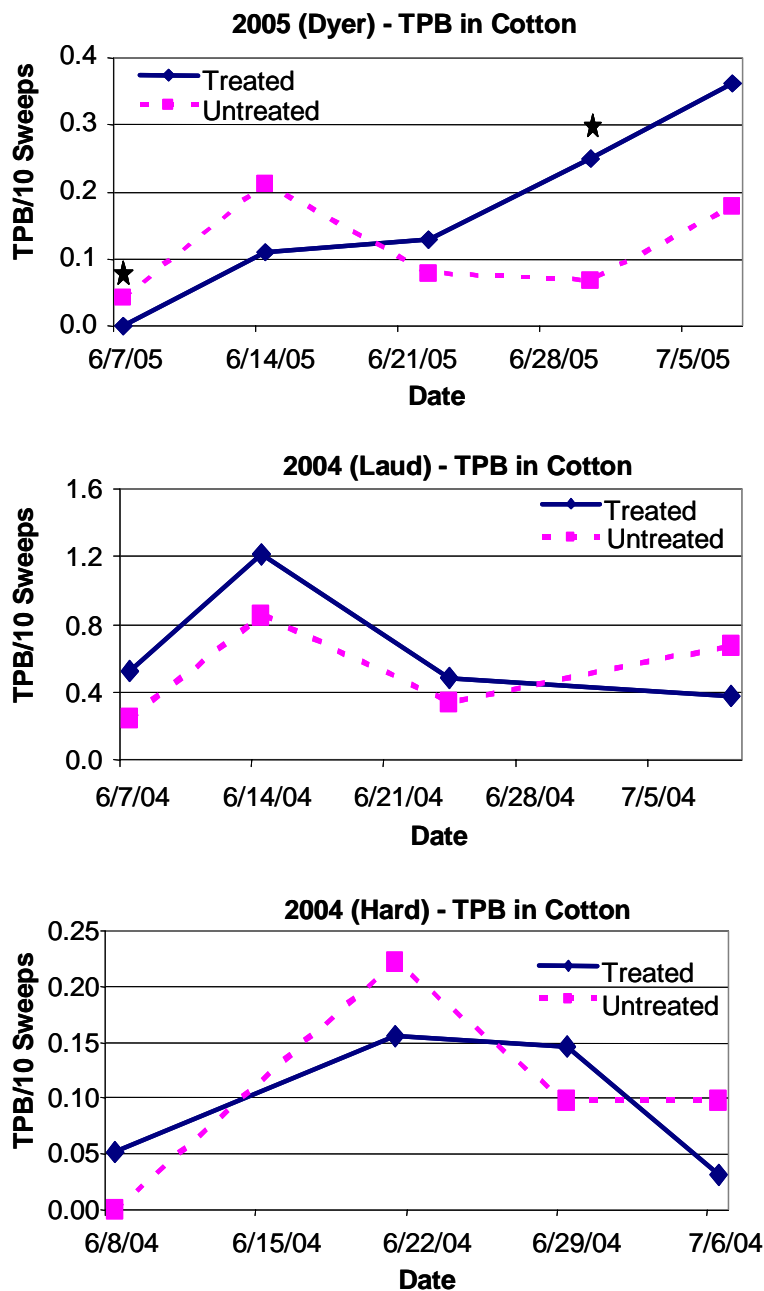 2005 (Dyer) - TPB in Cotton
0.4
Treated
Untreated
0.3
0.2
0.1
0.0
TPB/10 Sweeps
6/7/05 6/14/05 6/21/05 6/28/05 7/5/05
Date
2004 (Laud) - TPB in Cotton
1.6
Treated
Untreated
1.2
0.8
0.4
0.0
TPB/10 Sweeps
6/7/04 6/14/04 6/21/04 6/28/04 7/5/04
Date
2004 (Hard) - TPB in Cotton
0.25
Treated
Untreated
0.20
0.15
0.10
0.05
0.00
TPB/10 Sweeps
6/8/04 6/15/04 6/22/04 6/29/04 7/6/04
Date